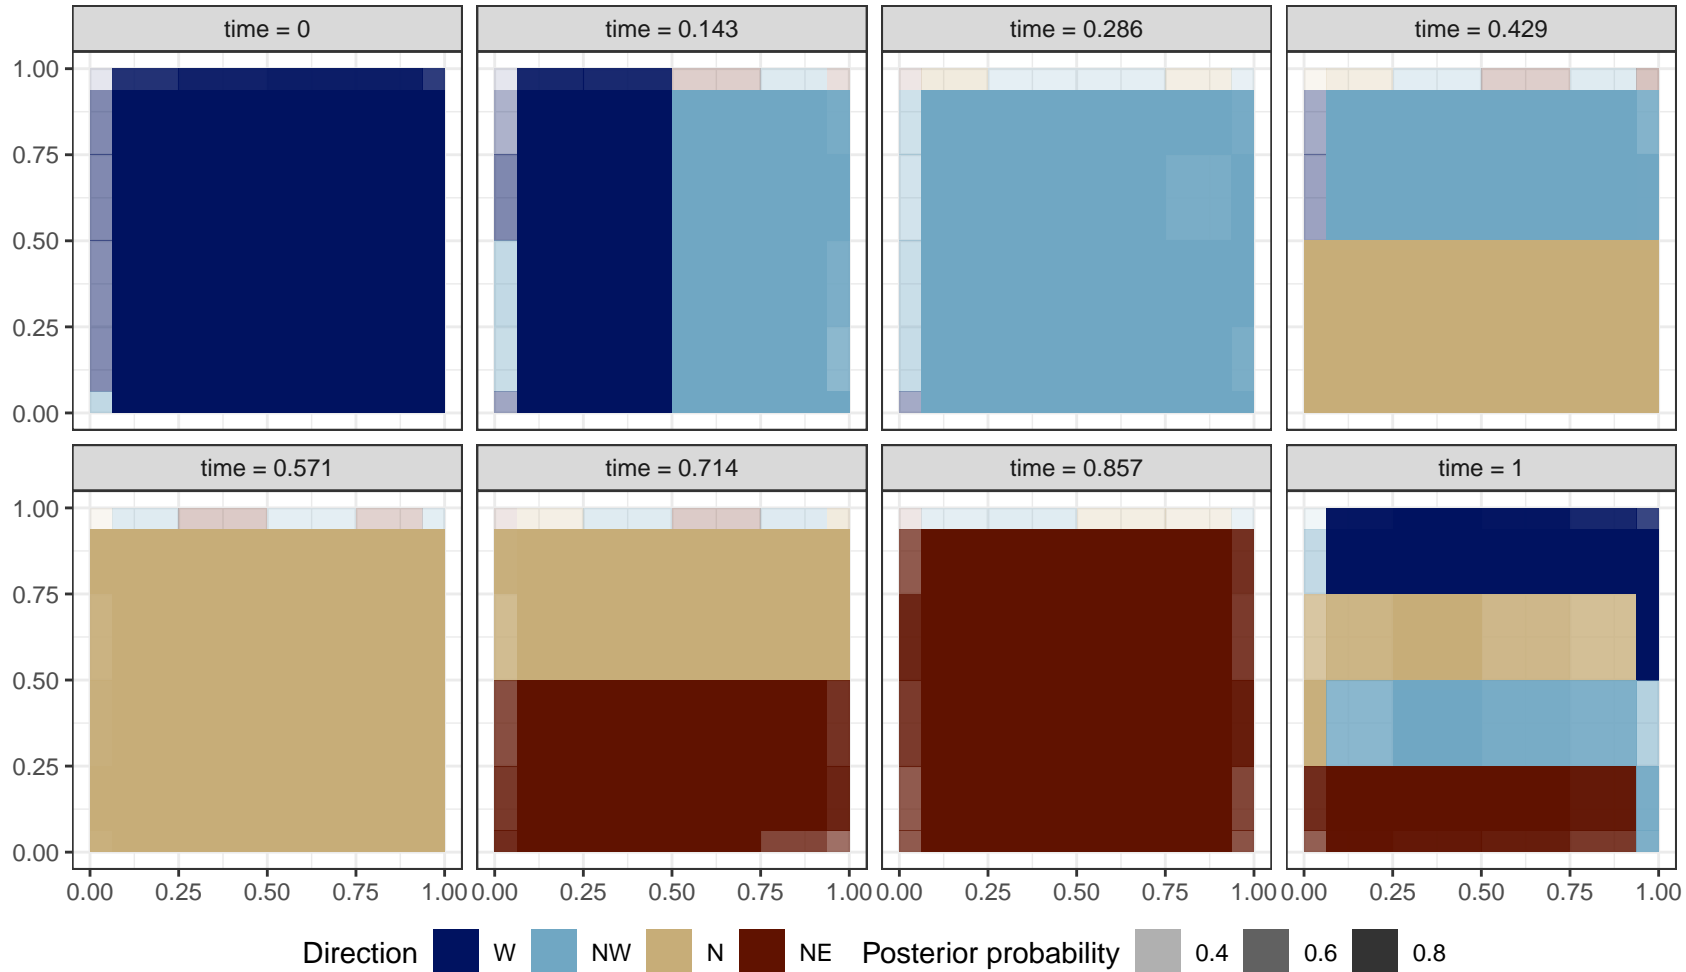 time = 0
time = 0.143
time = 0.286
time = 0.429
1.00
0.75
0.50
0.25
0.00
time = 0.571
time = 0.714
time = 0.857
time = 1
1.00
0.75
0.50
0.25
0.00
0.00 0.25 0.50 0.75 1.00 0.00 0.25 0.50 0.75 1.00 0.00 0.25 0.50 0.75 1.00 0.00 0.25 0.50 0.75 1.00
Direction W NW N NE Posterior probability 0.4 0.6 0.8